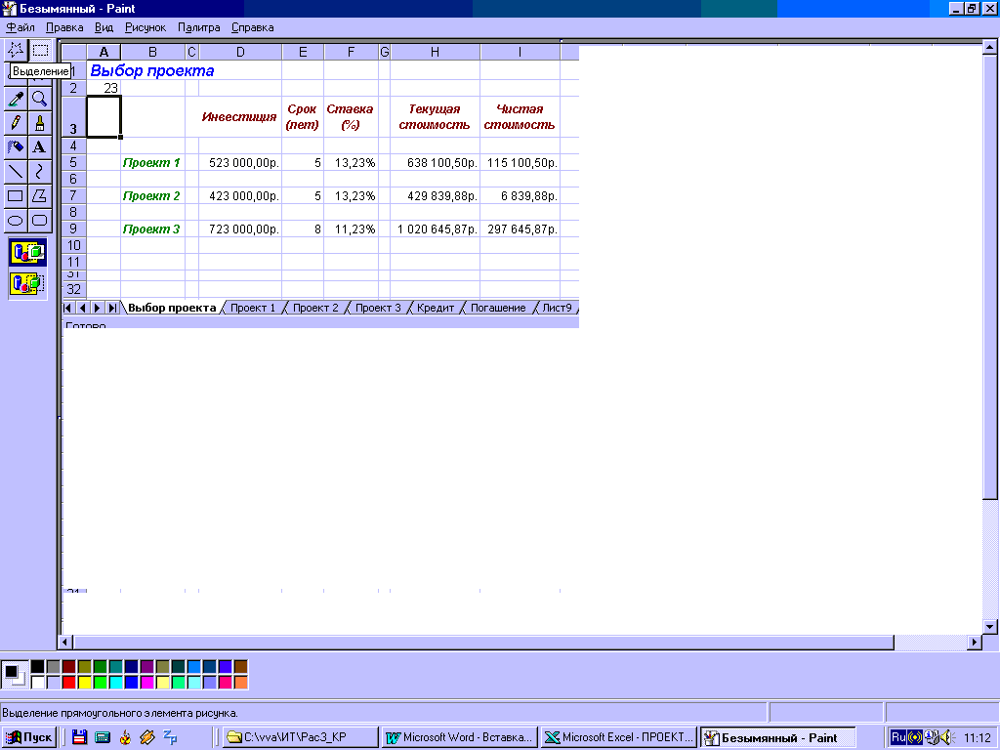 Безымянный - Paint
Файл Правка Вид Рисунок Палитра Справка
A B C D E F G H I
Выделение
1 Выбор проекта
2 23
3 Инвестиция Срок (лет) Ставка (%) Текущая стоимость Чистая стоимость
4
5 Проект 1 523 000,00р. 5 13,23% 638 100,50р. 115 100,50р.
6
7 Проект 2 423 000,00р. 5 13,23% 429 839,88р. 6 839,88р.
8
9 Проект 3 723 000,00р. 8 11,23% 1 020 645,87р. 297 645,87р.
10
11
31
32
Выбор проекта Проект 1 Проект 2 Проект 3 Кредит Погашение Лист9
Готово
Выделение прямоугольного элемента рисунка.
Пуск C:\vva\ИТ\Рас3_КР Microsoft Word - Вставка... Microsoft Excel - ПРОЕКТ... Безымянный - Paint Ru 11:12